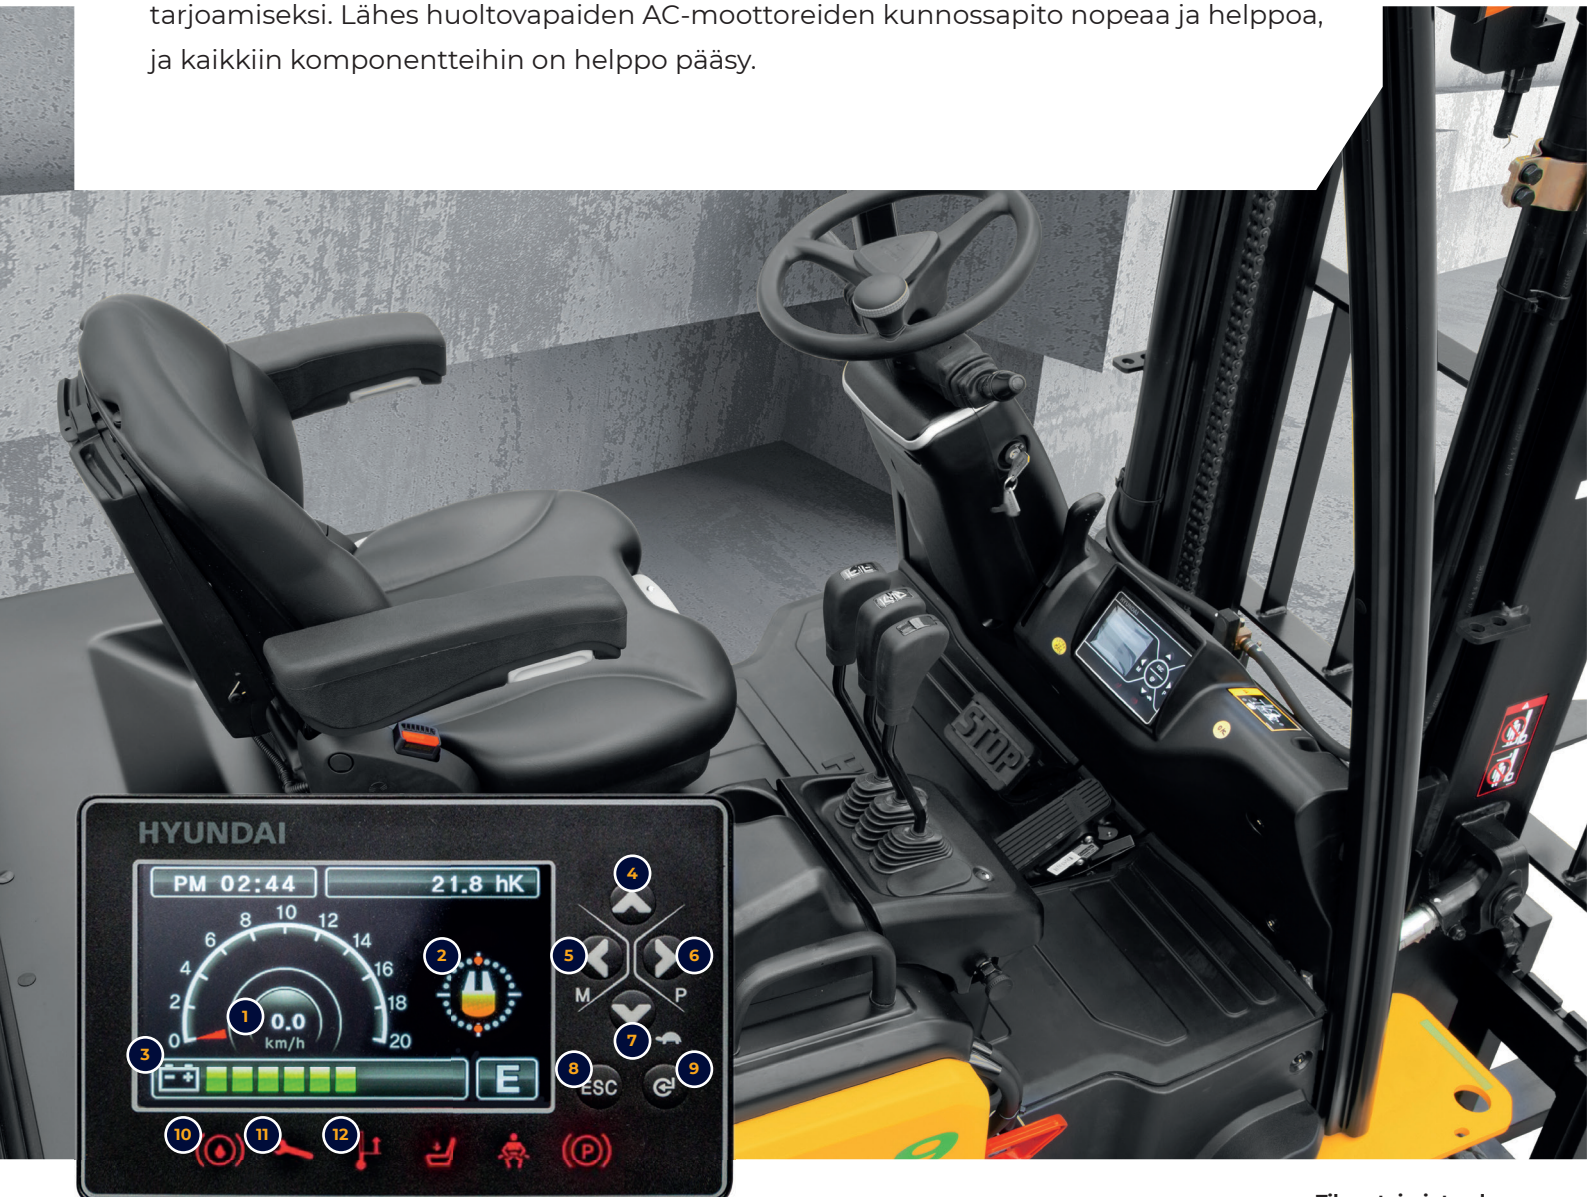 tarjoamiseksi. Lähes huoltovapaiden AC-moottoreiden kunnossapito nopeaa ja helppoa,
ja kaikkiin komponentteihin on helppo pääsy.
STOP
HYUNDAI
HYUNDAI
PM 02:44
21.8 hK
0 2 4 6 8 10 12 14 16 18 20
0.0
km/h
E
M
P
ESC
P
1
2
3
4
5
6
7
8
9
10
11
12
9